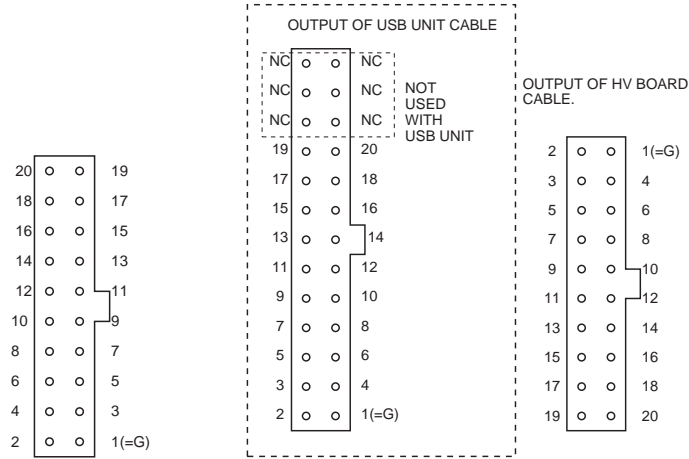 OUTPUT OF USB UNIT CABLE
NC NC
NC NC
NC NC
NOT
USED
WITH
USB UNIT
19 20
17 18
15 16
13 14
11 12
9 10
7 8
5 6
3 4
2 1(=G)
20 19
18 17
16 15
14 13
12 11
10 9
8 7
6 5
4 3
2 1(=G)
OUTPUT OF HV BOARD
CABLE.
2 1(=G)
3 4
5 6
7 8
9 10
11 12
13 14
15 16
17 18
19 20